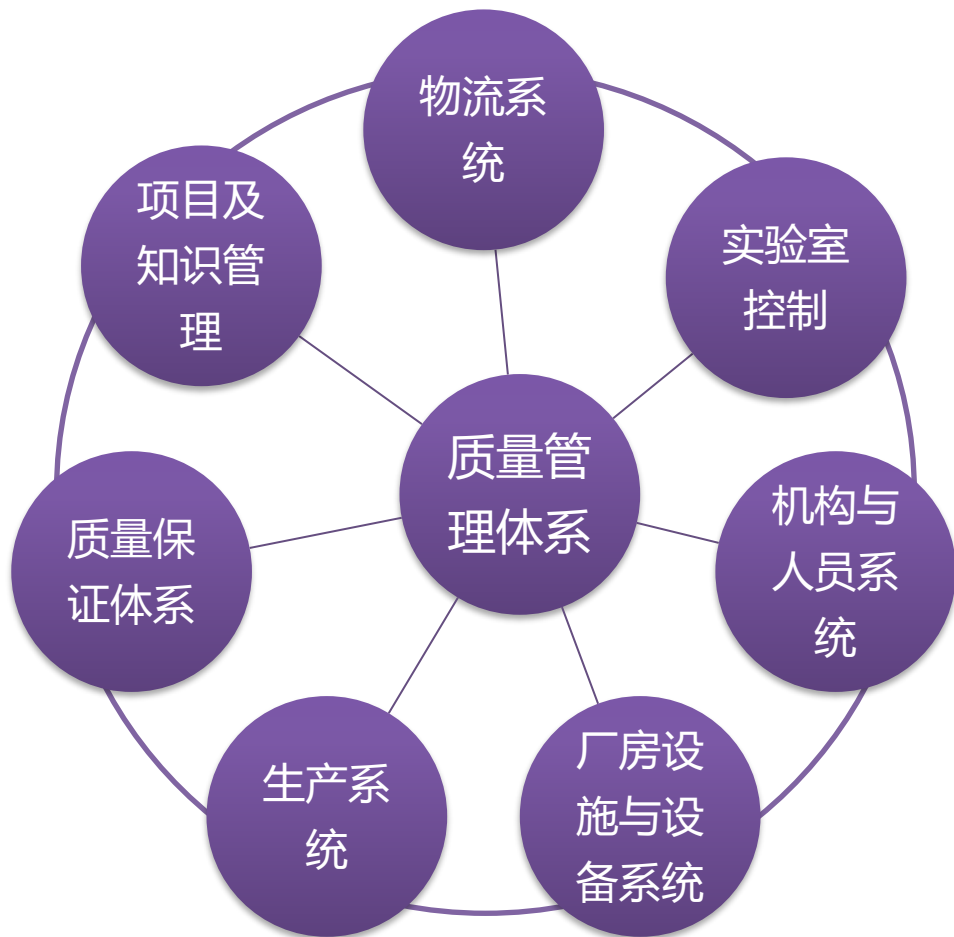 物流系
统
实验室
控制
机构与
人员系
统
厂房设
施与设
备系统
生产系
统
质量保
证体系
项目及
知识管
理
质量管
理体系